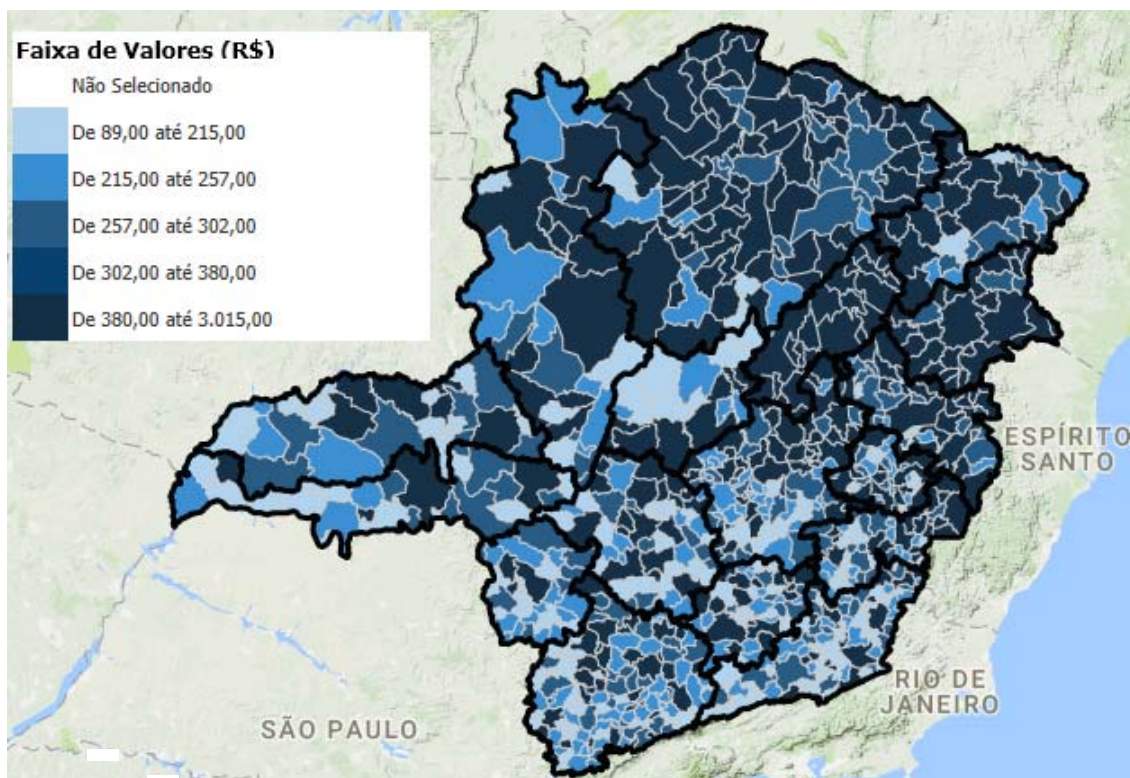 Faixa de Valores (R$)
Não Selecionado
De 89,00 até 215,00
De 215,00 até 257,00
De 257,00 até 302,00
De 302,00 até 380,00
De 380,00 até 3.015,00
ESPÍRITO
SANTO
RIO DE
JANEIRO
SÃO PAULO